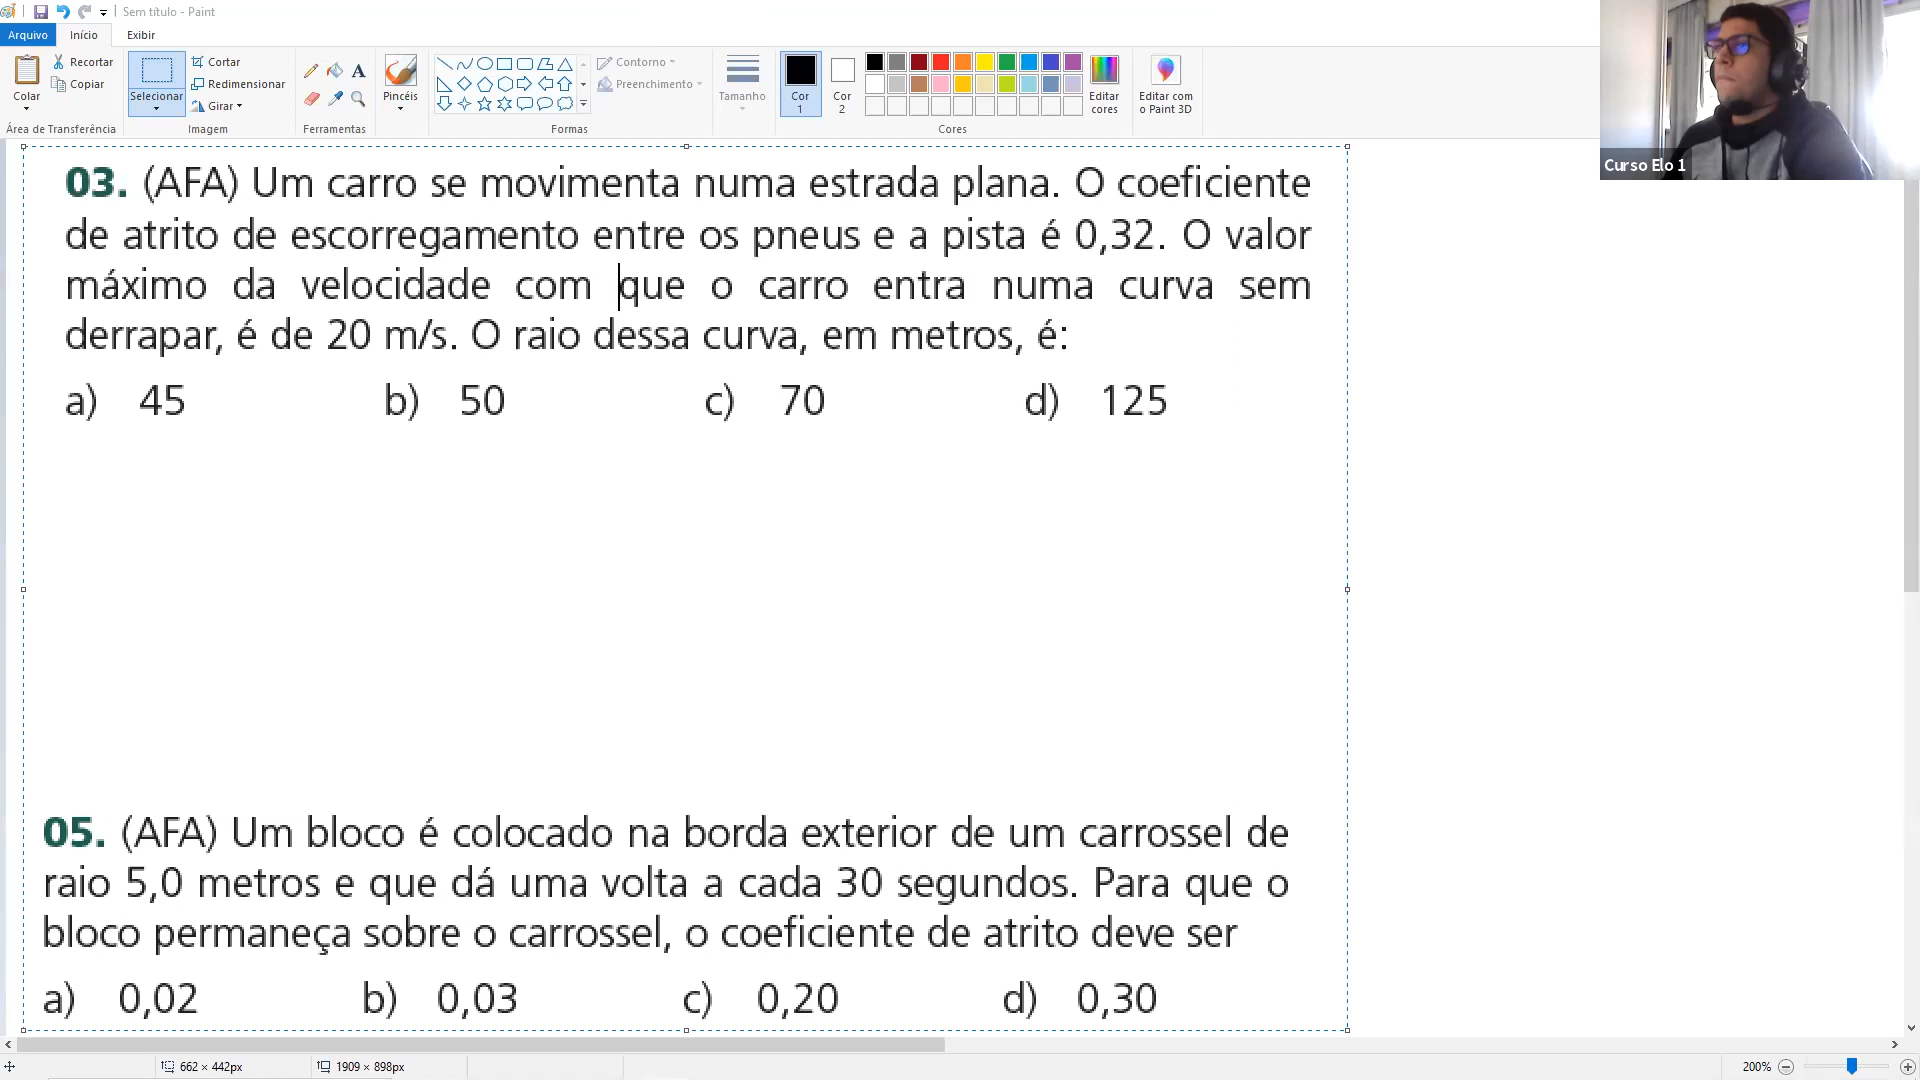 Sem título - Paint
Arquivo Início Exibir
Colar
Recortar
Copiar
Área de Transferência
Selecionar
Cortar
Redimensionar
Girar
Imagem
A
Ferramentas
Pincéis
Contorno
Preenchimento
Formas
Tamanho
Cor 1
Cor 2
Cores
Editar cores
Editar com o Paint 3D
Curso Elo 1
03. (AFA) Um carro se movimenta numa estrada plana. O coeficiente
de atrito de escorregamento entre os pneus e a pista é 0,32. O valor
máximo da velocidade com que o carro entra numa curva sem
derrapar, é de 20 m/s. O raio dessa curva, em metros, é:
a) 45 b) 50 c) 70 d) 125
05. (AFA) Um bloco é colocado na borda exterior de um carrossel de
raio 5,0 metros e que dá uma volta a cada 30 segundos. Para que o
bloco permaneça sobre o carrossel, o coeficiente de atrito deve ser
a) 0,02 b) 0,03 c) 0,20 d) 0,30
662 × 442px 1909 × 898px 200%